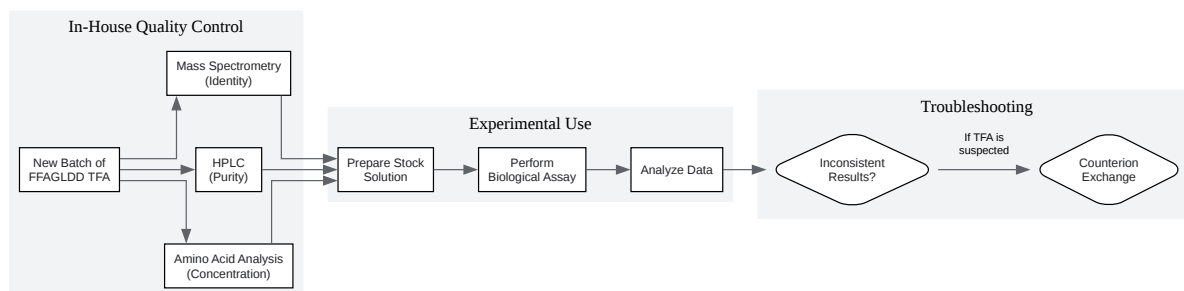 In-House Quality Control
Mass Spectrometry
(Identity)
New Batch of
FFAGLDD TFA
HPLC
(Purity)
Amino Acid Analysis
(Concentration)
Experimental Use
Prepare Stock
Solution
Perform
Biological Assay
Analyze Data
Troubleshooting
Inconsistent
Results?
If TFA is
suspected
Counterion
Exchange